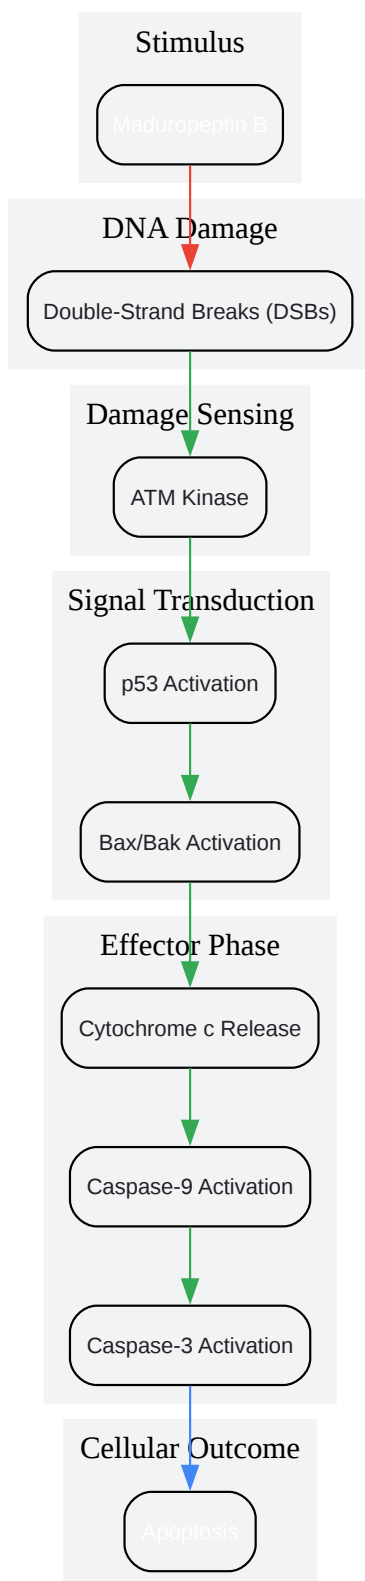 Stimulus
Maduropeptin B
DNA Damage
Double-Strand Breaks (DSBs)
Damage Sensing
ATM Kinase
Signal Transduction
p53 Activation
Bax/Bak Activation
Effector Phase
Cytochrome c Release
Caspase-9 Activation
Caspase-3 Activation
Cellular Outcome
Apoptosis